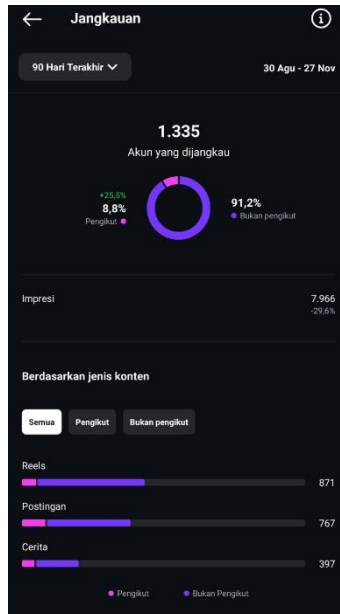 Jangkauan
90 Hari Terakhir
30 Agu - 27 Nov
1.335
Akun yang dijangkau
+25,5%
8,8%
Pengikut
91,2%
Bukan pengikut
Impresi
7.966
-29,6%
Berdasarkan jenis konten
Semua Pengikut Bukan pengikut
Reels
871
Postingan
767
Cerita
397
Pengikut Bukan Pengikut